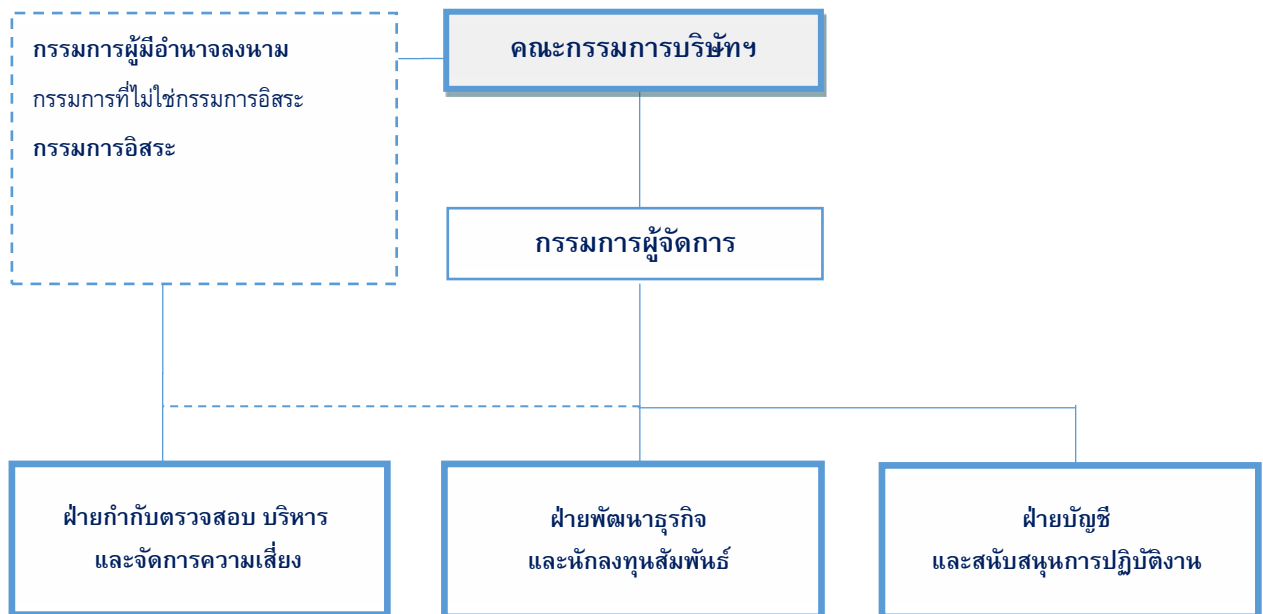 กรรมการผู้มีอำหาจลงหาม
กรรมการที่ไม่ใช่กรรมการอิสระ
กรรมการอิสระ
คณะกรรมการบริษัทฯ
กรรมการผู้จัดการ
ฝ่ายกำกับตรวจสอบ บริหาร
และจัดการความเสี่ยง
ฝ่ายพัฒนาธุรกิจ
และนักลงทุนสัมพันธ์
ฝ่ายบัญชี
และสนับสนุนการปฏิบัติงาน